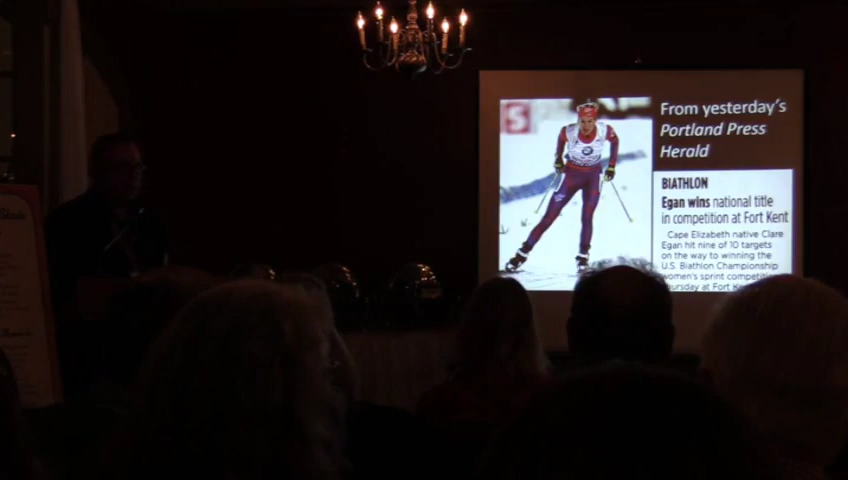 5
From yesterday's
Portland Press
Herald
BIATHLON
Egan wins national title
in competition at Fort Kent
Cape Elizabeth native Clare
Egan hit nine of 10 targets
on the way to winning the
U.S. Biathlon Championship
women's sprint competition
at Fort